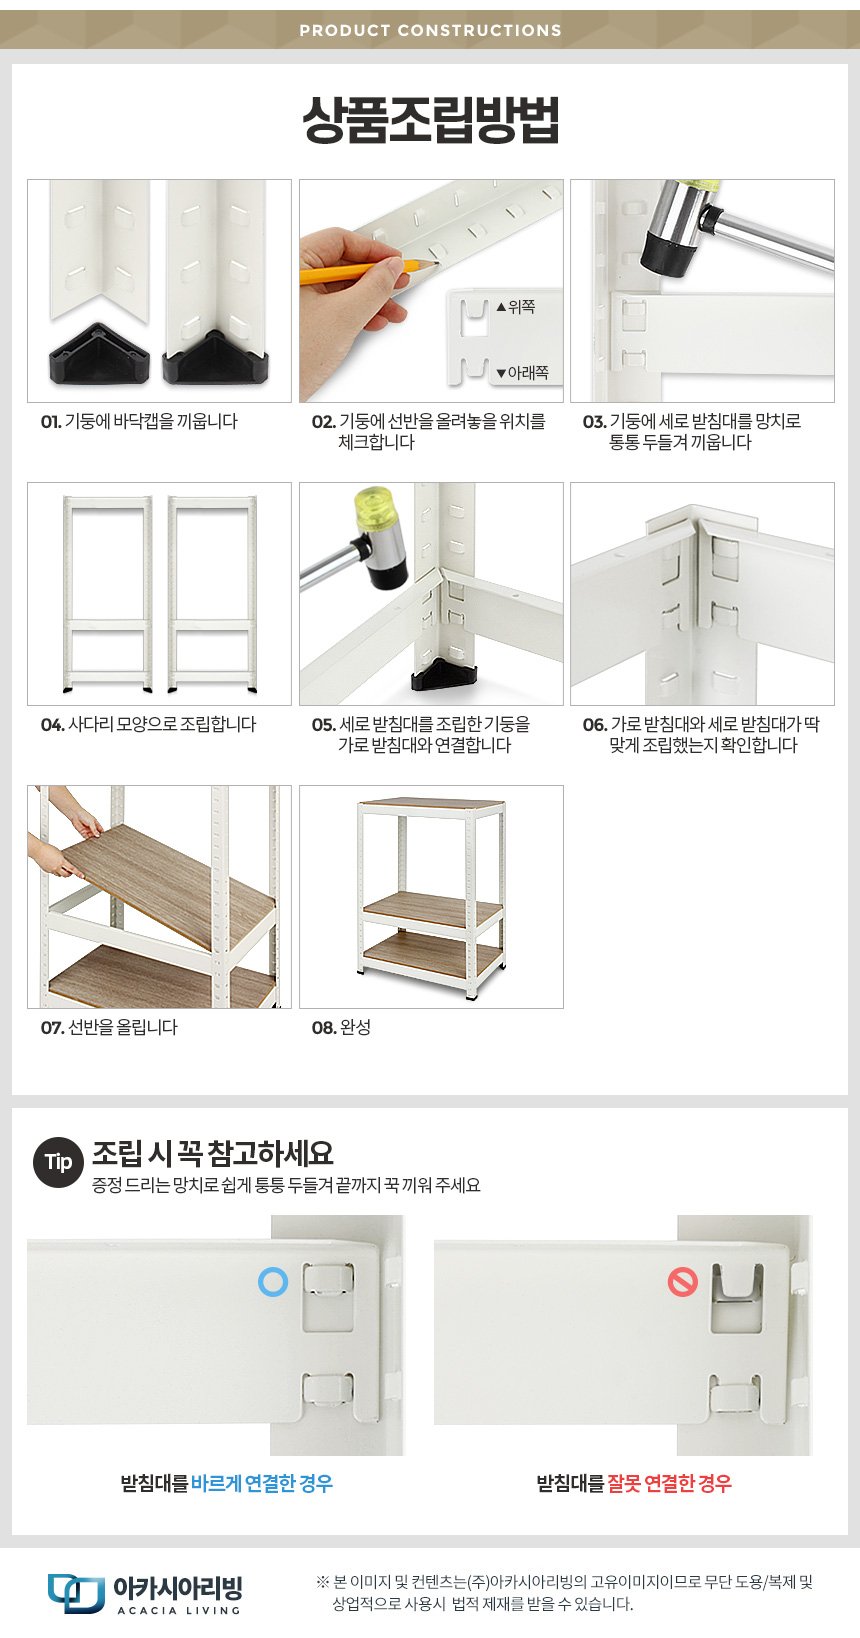 PRODUCT CONSTRUCTIONS
상품조립방법
▲위쪽
▼아래쪽
01. 기둥에 바닥캡을 끼웁니다
02. 기둥에 선반을 올려놓을 위치를
체크합니다
03. 기둥에 세로 받침대를 망치로
통통 두들겨 끼웁니다
04. 사다리 모양으로 조립합니다
05. 세로 받침대를 조립한 기둥을
가로 받침대와 연결합니다
06. 가로 받침대와 세로 받침대가 딱
맞게 조립했는지 확인합니다
07. 선반을 올립니다
08. 완성
Tip 조립 시 꼭 참고하세요
증정 드리는 망치로 쉽게 통통 두들겨 끝까지 꾹 끼워 주세요
받침대를 바르게 연결한 경우
받침대를 잘못 연결한 경우
아카시아리빙
ACACIA LIVING
※ 본 이미지 및 컨텐츠는(주)아카시아리빙의 고유이미지이므로 무단 도용/복제 및
상업적으로 사용시 법적 제재를 받을 수 있습니다.